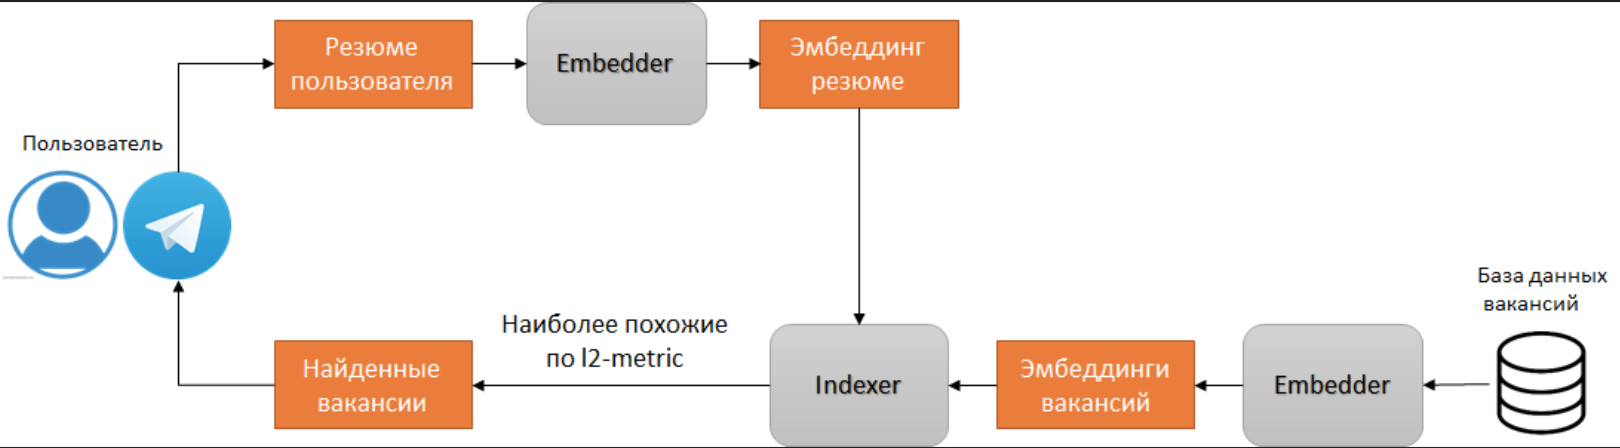 Резюме
пользователя
Embedder
Эмбеддинг
резюме
Пользователь
База данных
вакансий
Наиболее похожие
по l2-metric
Найденные
вакансии
Indexer
Эмбеддинги
вакансий
Embedder